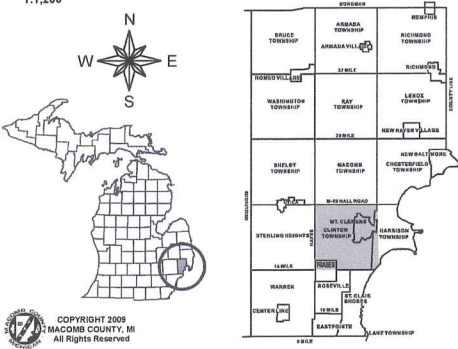 1:1,200
N
W E
S
MACOMB COUNTY
MICHIGAN
COPYRIGHT 2009
MACOMB COUNTY, MI
All Rights Reserved
BORDMAN
MEMPHIS
BRUCE
TOWNSHIP
ARMADA
TOWNSHIP
ARMADA VILLAGE
RICHMOND
TOWNSHIP
RICHMOND
32 MILE
ROMEO VILLAGE
WASHINGTON
TOWNSHIP
RAY
TOWNSHIP
LENOX
TOWNSHIP
COUNTY LINE
NEW HAVEN VILLAGE
26 MILE
NEW BALTIMORE
SHELBY
TOWNSHIP
MACOMB
TOWNSHIP
CHESTERFIELD
TOWNSHIP
UTICA
M-59 HALL ROAD
STERLING HEIGHTS
HAYES
MT. CLEMENS
CLINTON
TOWNSHIP
HARRISON
TOWNSHIP
14 MILE
FRASER
WARREN
ROSEVILLE
ST. CLAIR
SHORES
CENTER LINE
10 MILE
EASTPOINTE
LAKE TOWNSHIP
8 MILE